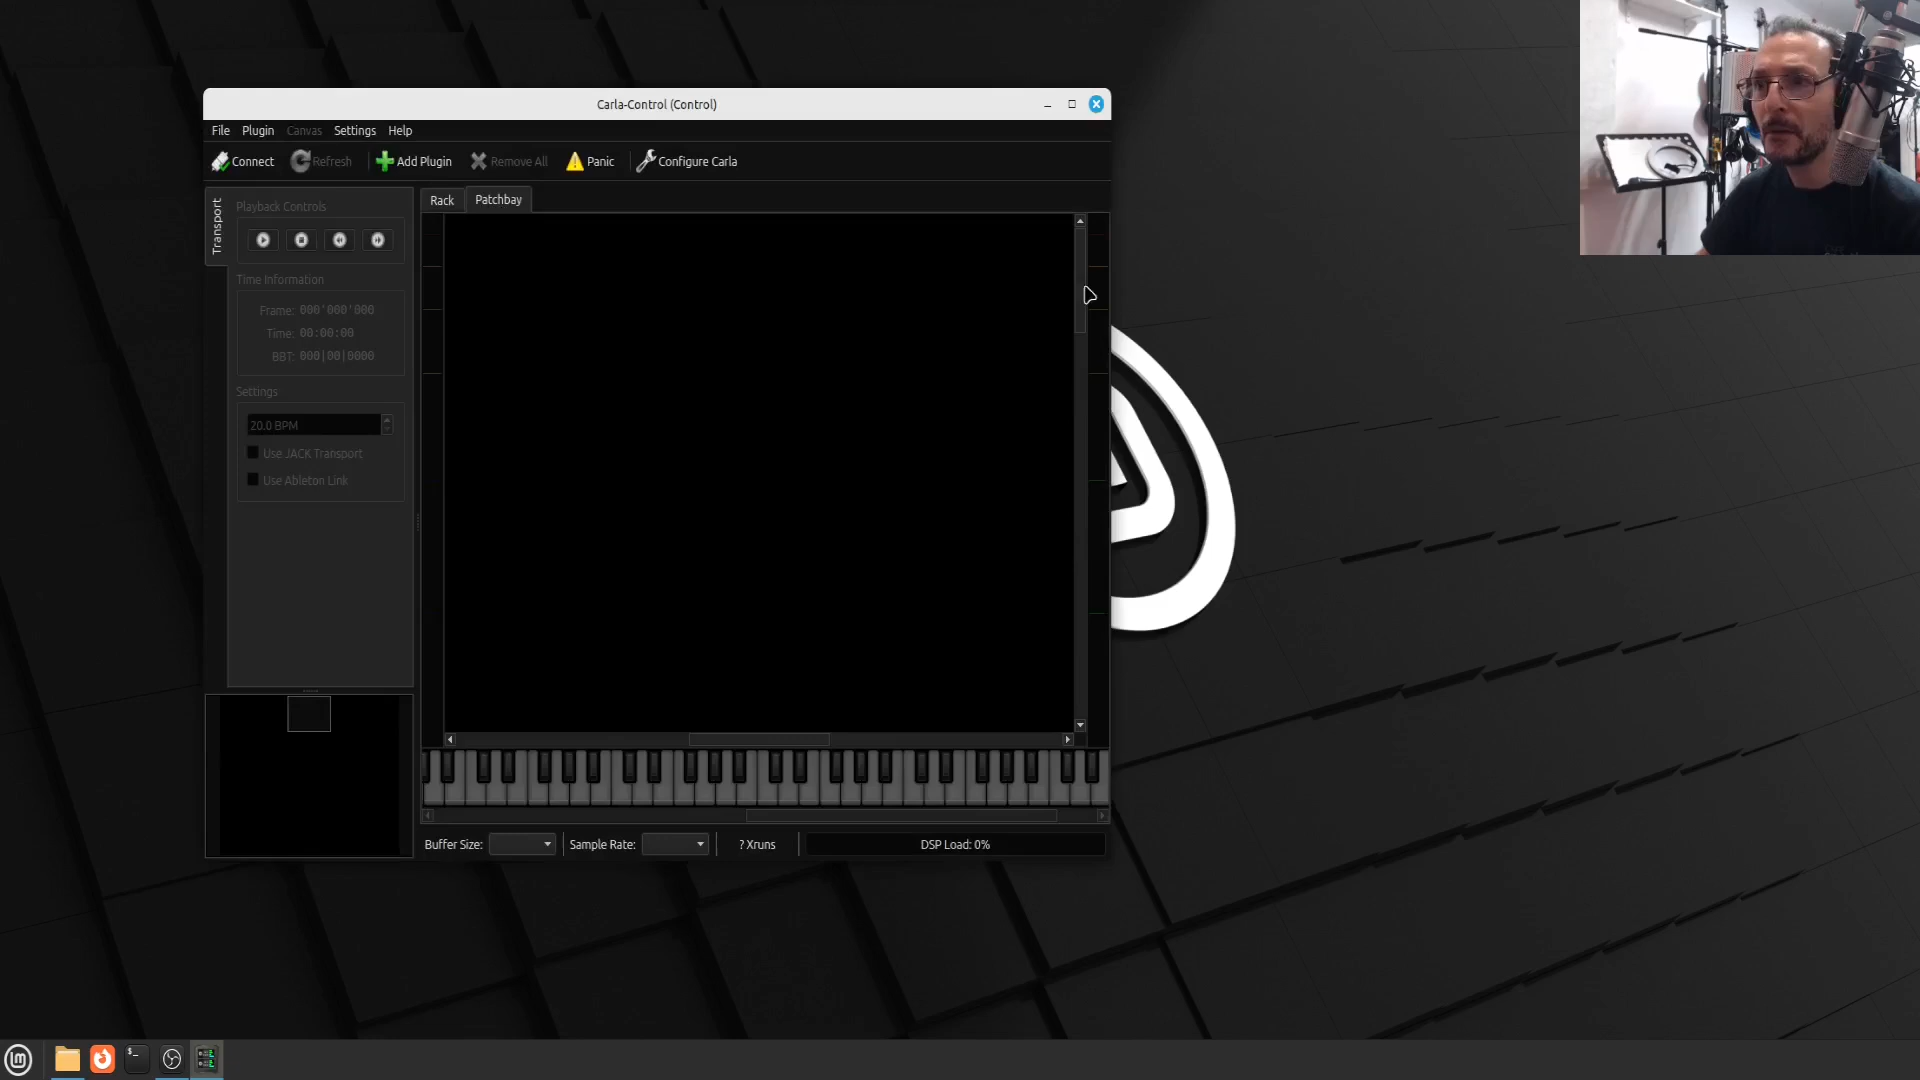 Carla-Control (Control)
File Plugin Canvas Settings Help
Connect Refresh Add Plugin Remove All Panic Configure Carla
Transport
Playback Controls
Rack Patchbay
Time Information
Frame: 000'000'000
Time: 00:00:00
BBT: 000|00|0000
Settings
20.0 BPM
Use JACK Transport
Use Ableton Link
Buffer Size: Sample Rate: ? Xruns DSP Load: 0%